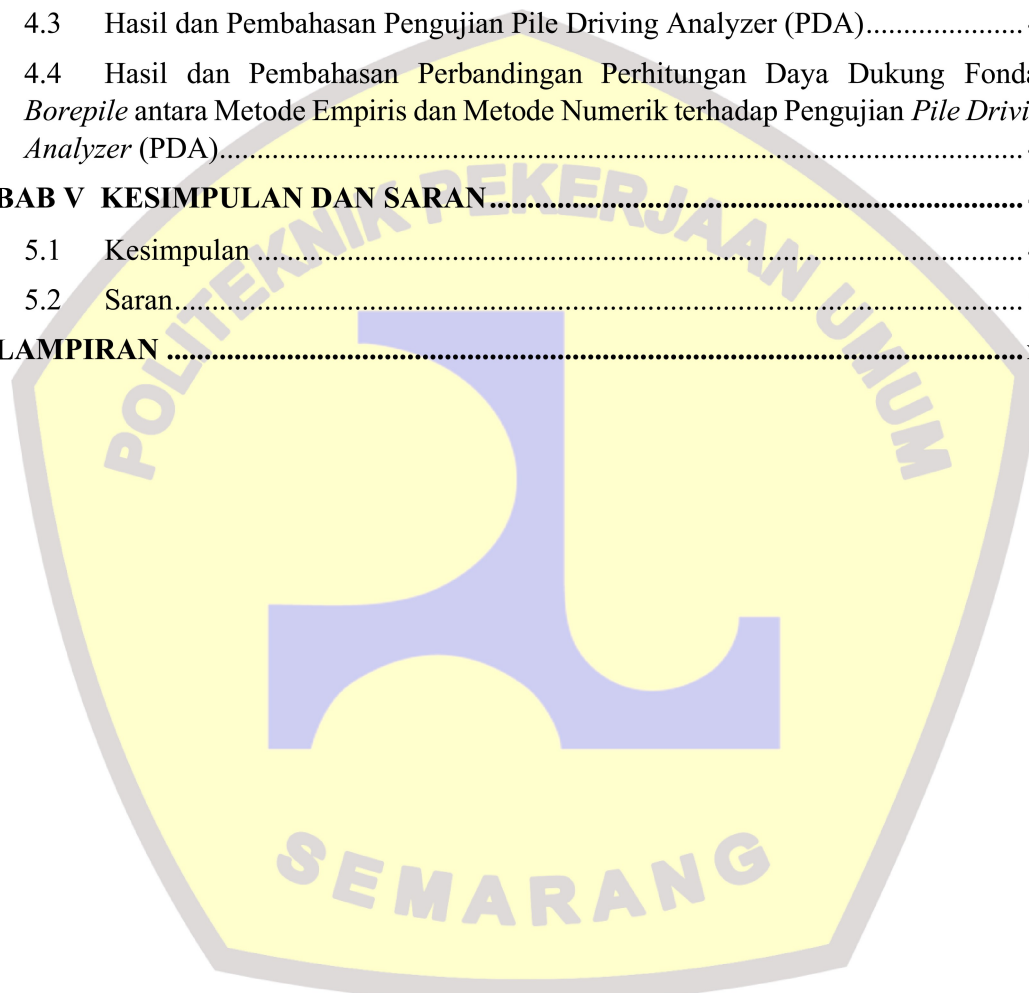 4.3 Hasil dan Pembahasan Pengujian Pile Driving Analyzer (PDA)......................
4.4 Hasil dan Pembahasan Perbandingan Perhitungan Daya Dukung Fonda
Borepile antara Metode Empiris dan Metode Numerik terhadap Pengujian Pile Drivi
Analyzer (PDA)..............................................................................................................
BAB V KESIMPULAN DAN SARAN........................................................................
5.1 Kesimpulan ........................................................................................................
5.2 Saran...................................................................................................................
LAMPIRAN ....................................................................................................................
POLITEKNIK PEKERJAAN UMUM
SEMARANG